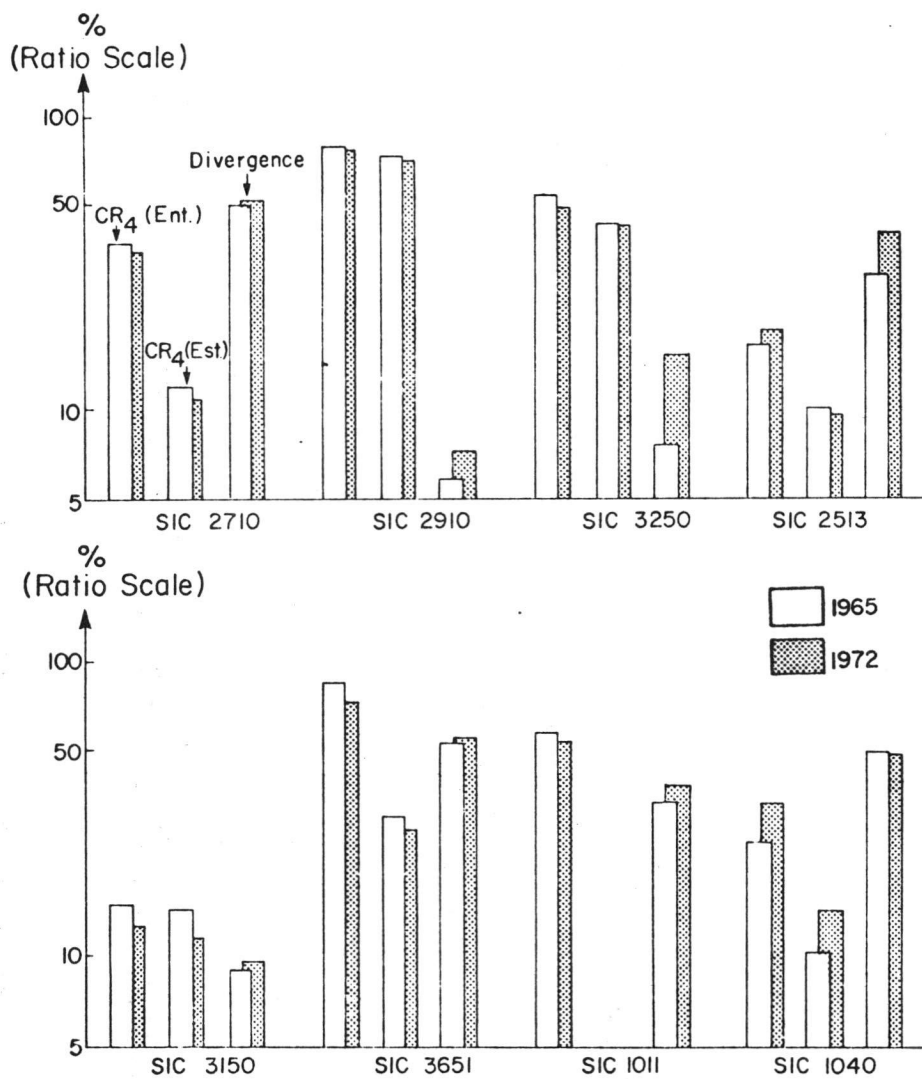 %
(Ratio Scale)
100
Divergence
50
CR4 (Ent.)
CR4 (Est)
10
5
SIC 2710 SIC 2910 SIC 3250 SIC 2513
%
(Ratio Scale)
1965
100
1972
50
10
5
SIC 3150 SIC 3651 SIC 1011 SIC 1040